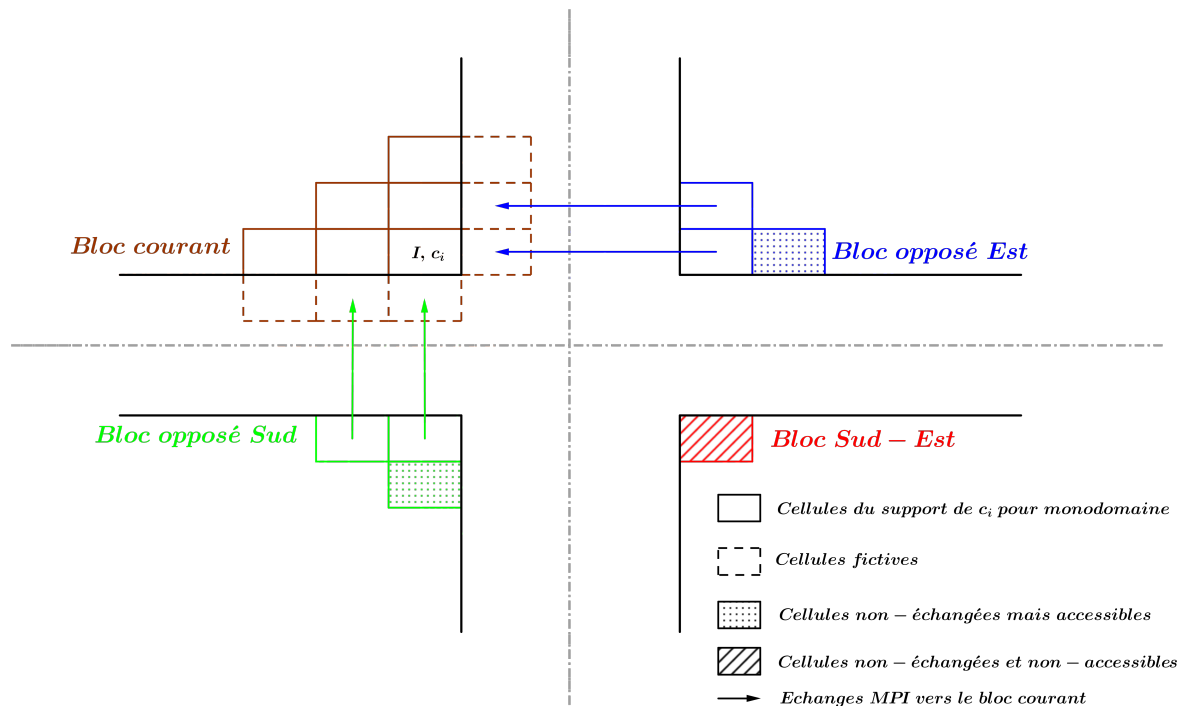 Bloc courant
I, cᵢ
Bloc opposé Est
Bloc opposé Sud
Bloc Sud – Est
Cellules du support de cᵢ pour monodomaine
Cellules fictives
Cellules non – échangées mais accessibles
Cellules non – échangées et non – accessibles
Echanges MPI vers le bloc courant